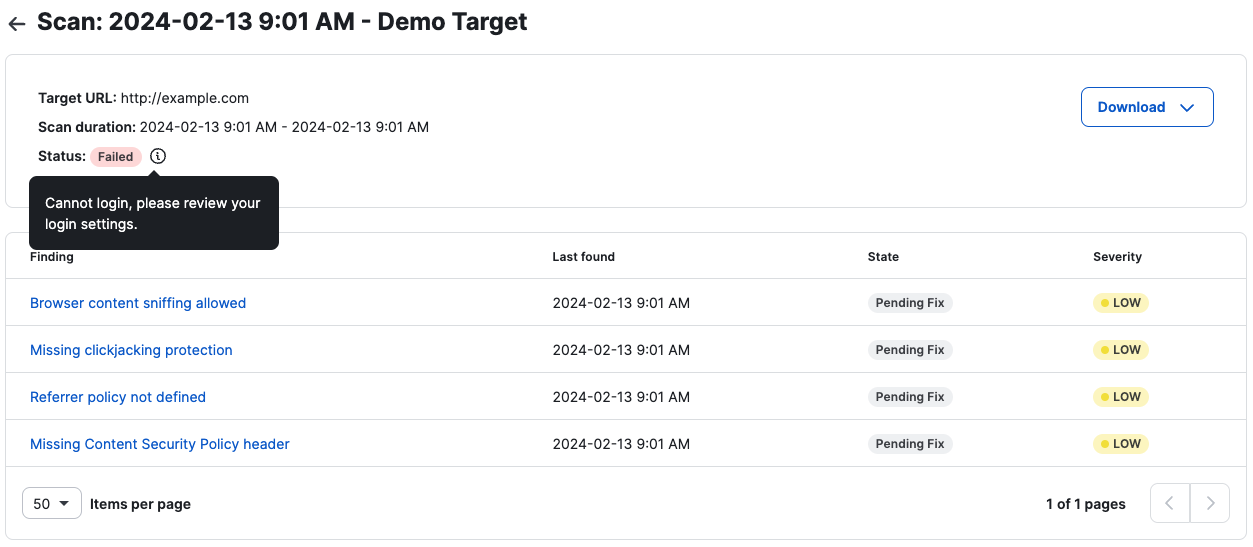 Scan: 2024-02-13 9:01 AM - Demo Target
Target URL: http://example.com
Download
Scan duration: 2024-02-13 9:01 AM - 2024-02-13 9:01 AM
Status: Failed
Cannot login, please review your
login settings.
Finding Last found State Severity
Browser content sniffing allowed 2024-02-13 9:01 AM Pending Fix LOW
Missing clickjacking protection 2024-02-13 9:01 AM Pending Fix LOW
Referrer policy not defined 2024-02-13 9:01 AM Pending Fix LOW
Missing Content Security Policy header 2024-02-13 9:01 AM Pending Fix LOW
50 Items per page 1 of 1 pages